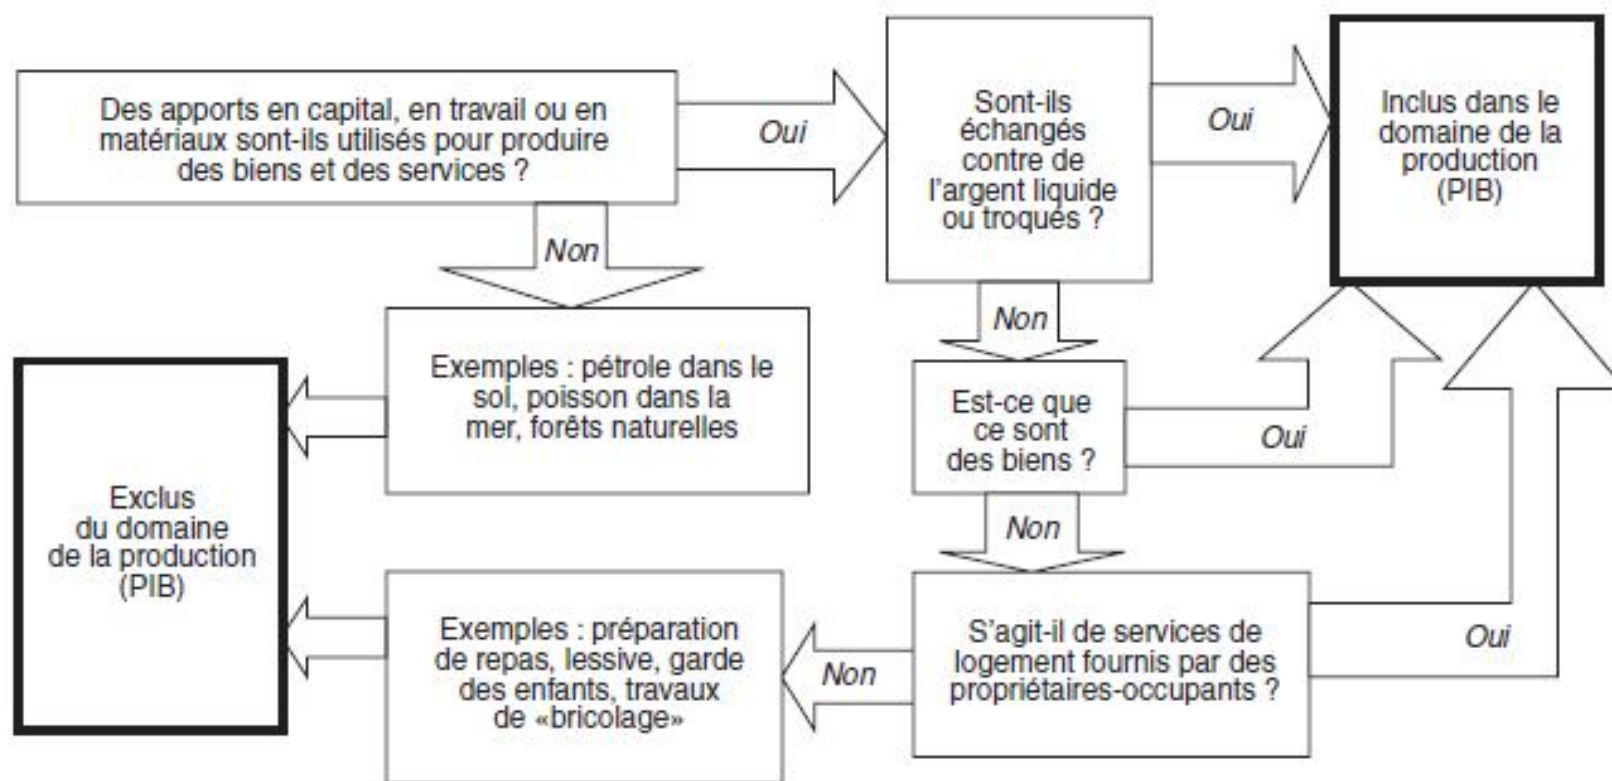 Des apports en capital, en travail ou en
matériaux sont-ils utilisés pour produire
des biens et des services ?
Oui
Sont-ils
échangés
contre de
l'argent liquide
ou troqués ?
Oui
Inclus dans le
domaine de la
production
(PIB)
Non
Non
Exemples : pétrole dans le
sol, poisson dans la
mer, forêts naturelles
Est-ce que
ce sont
des biens ?
Oui
Exclus
du domaine
de la production
(PIB)
Non
Exemples : préparation
de repas, lessive, garde
des enfants, travaux
de «bricolage»
Non
S'agit-il de services de
logement fournis par des
propriétaires-occupants ?
Oui